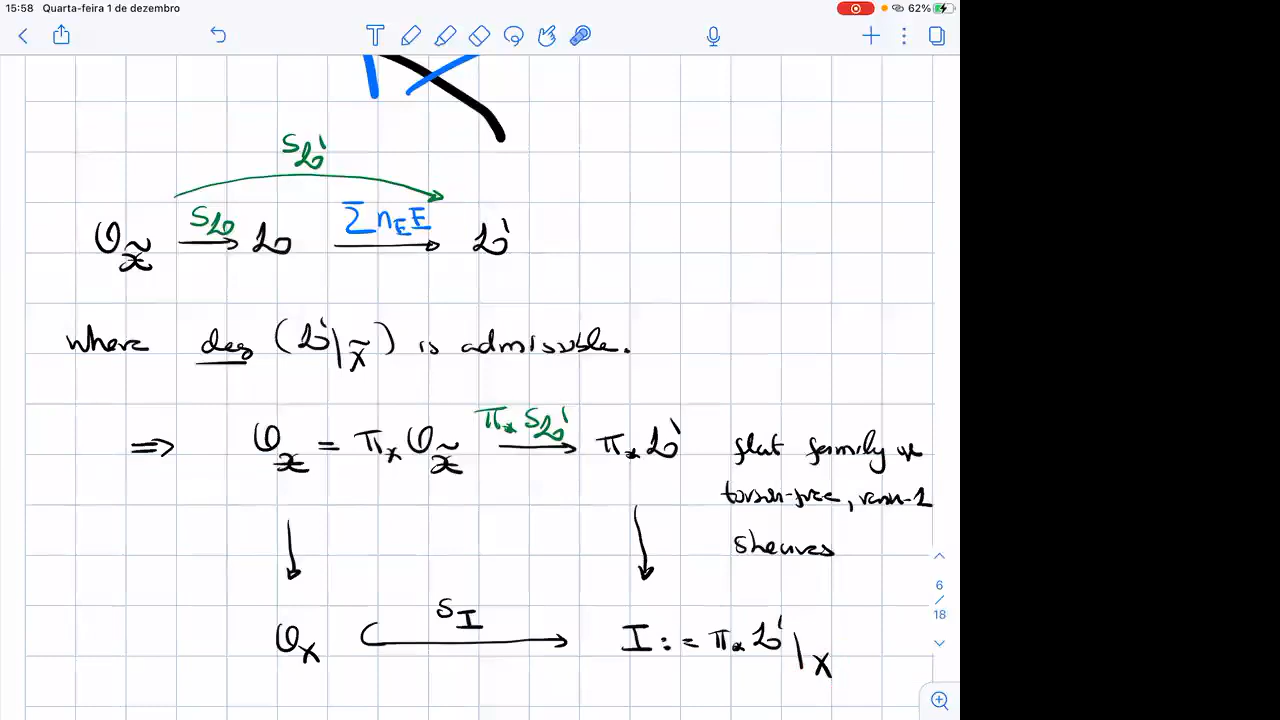 15:58 Quarta-feira 1 de dezembro 62%
S_𝓛'
𝒪_𝒳̃ → S_𝓛 𝓛 → Σ n_E E 𝓛'
where deg (𝓛'|_X̃) is admissible.
⇒ 𝒪_𝒳 = π_* 𝒪_𝒳̃ → π_* S_𝓛' π_* 𝓛' flat family of
torsion-free, rank-1
sheaves
6
/
18
𝒪_X ↪ S_I I := π_* 𝓛'|_X